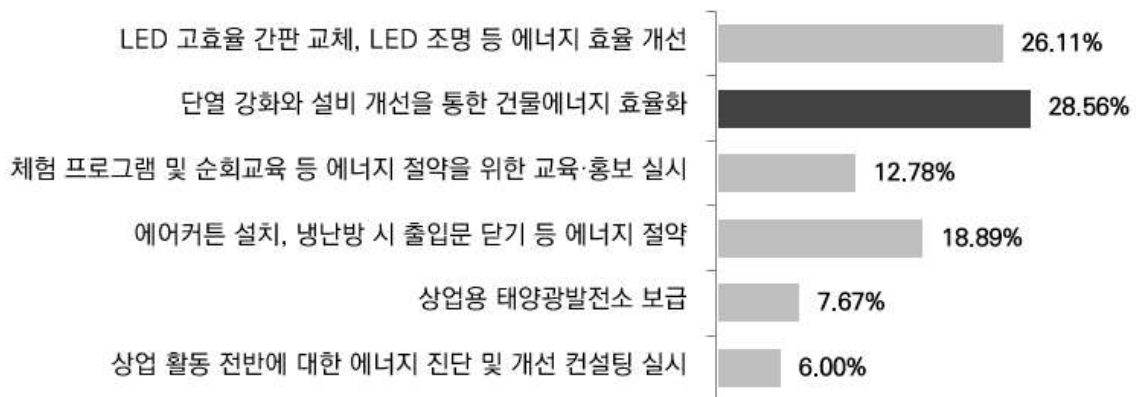 LED 고효율 간판 교체, LED 조명 등 에너지 효율 개선 26.11%
단열 강화와 설비 개선을 통한 건물에너지 효율화 28.56%
체험 프로그램 및 순회교육 등 에너지 절약을 위한 교육·홍보 실시 12.78%
에어커튼 설치, 냉난방 시 출입문 닫기 등 에너지 절약 18.89%
상업용 태양광발전소 보급 7.67%
상업 활동 전반에 대한 에너지 진단 및 개선 컨설팅 실시 6.00%